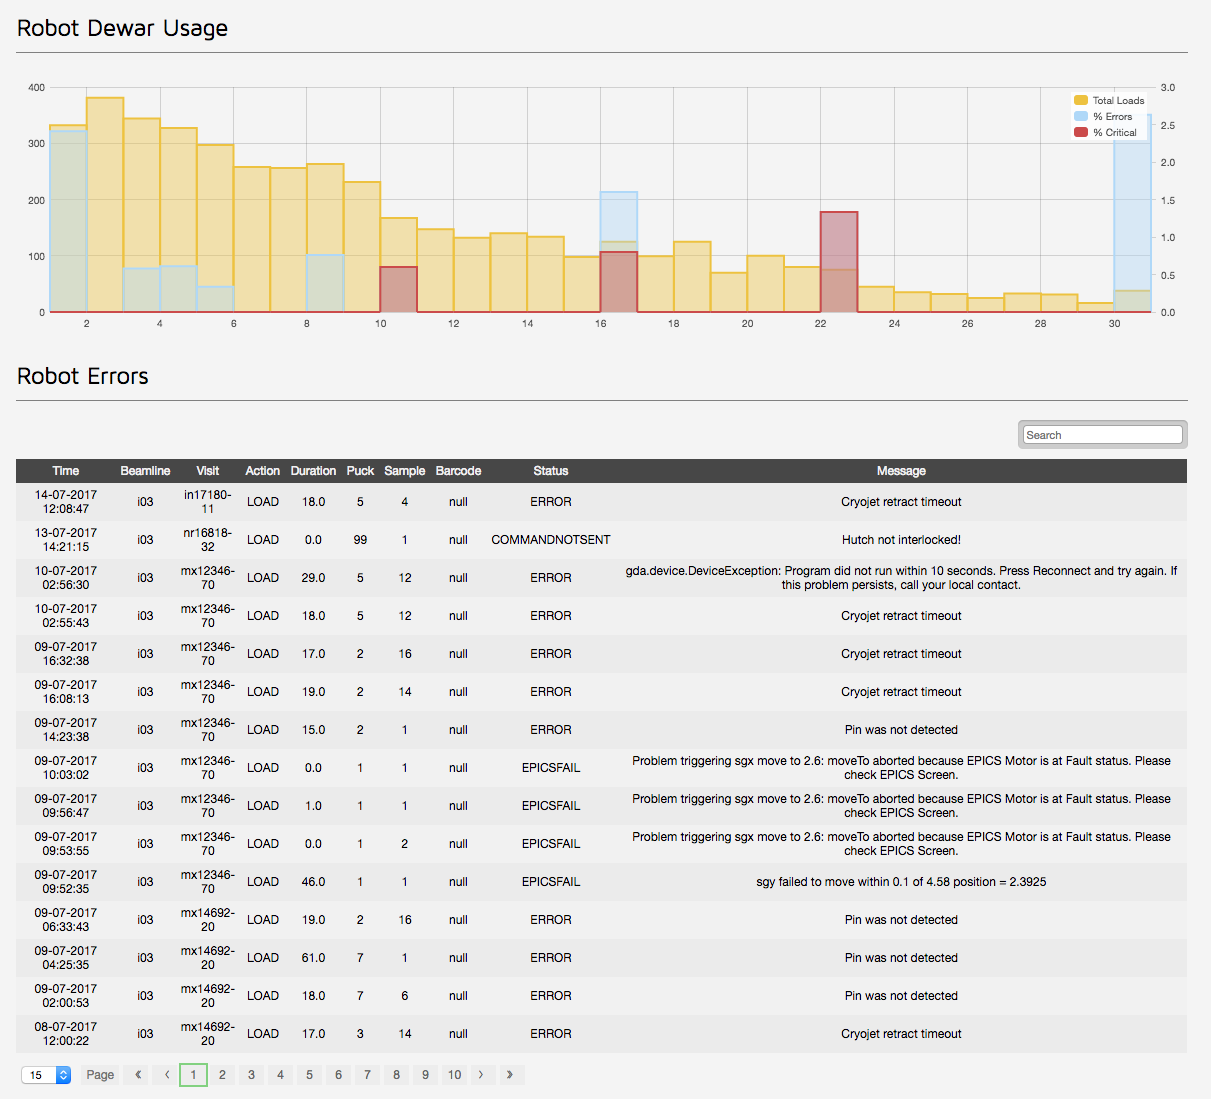 Robot Dewar Usage
400
300
200
100
0
3.0
2.5
2.0
1.5
1.0
0.5
0.0
Total Loads
% Errors
% Critical
2 4 6 8 10 12 14 16 18 20 22 24 26 28 30
Robot Errors
Search
Time Beamline Visit Action Duration Puck Sample Barcode Status Message
14-07-2017 12:08:47 i03 in17180-11 LOAD 18.0 5 4 null ERROR Cryojet retract timeout
13-07-2017 14:21:15 i03 nr16818-32 LOAD 0.0 99 1 null COMMANDNOTSENT Hutch not interlocked!
10-07-2017 02:56:30 i03 mx12346-70 LOAD 29.0 5 12 null ERROR gda.device.DeviceException: Program did not run within 10 seconds. Press Reconnect and try again. If this problem persists, call your local contact.
10-07-2017 02:55:43 i03 mx12346-70 LOAD 18.0 5 12 null ERROR Cryojet retract timeout
09-07-2017 16:32:38 i03 mx12346-70 LOAD 17.0 2 16 null ERROR Cryojet retract timeout
09-07-2017 16:08:13 i03 mx12346-70 LOAD 19.0 2 14 null ERROR Cryojet retract timeout
09-07-2017 14:23:38 i03 mx12346-70 LOAD 15.0 2 1 null ERROR Pin was not detected
09-07-2017 10:03:02 i03 mx12346-70 LOAD 0.0 1 1 null EPICSFAIL Problem triggering sgx move to 2.6: moveTo aborted because EPICS Motor is at Fault status. Please check EPICS Screen.
09-07-2017 09:56:47 i03 mx12346-70 LOAD 1.0 1 1 null EPICSFAIL Problem triggering sgx move to 2.6: moveTo aborted because EPICS Motor is at Fault status. Please check EPICS Screen.
09-07-2017 09:53:55 i03 mx12346-70 LOAD 0.0 1 2 null EPICSFAIL Problem triggering sgx move to 2.6: moveTo aborted because EPICS Motor is at Fault status. Please check EPICS Screen.
09-07-2017 09:52:35 i03 mx12346-70 LOAD 46.0 1 1 null EPICSFAIL sgy failed to move within 0.1 of 4.58 position = 2.3925
09-07-2017 06:33:43 i03 mx14692-20 LOAD 19.0 2 16 null ERROR Pin was not detected
09-07-2017 04:25:35 i03 mx14692-20 LOAD 61.0 7 1 null ERROR Pin was not detected
09-07-2017 02:00:53 i03 mx14692-20 LOAD 18.0 7 6 null ERROR Pin was not detected
08-07-2017 12:00:22 i03 mx14692-20 LOAD 17.0 3 14 null ERROR Cryojet retract timeout
15 Page « ‹ 1 2 3 4 5 6 7 8 9 10 › »